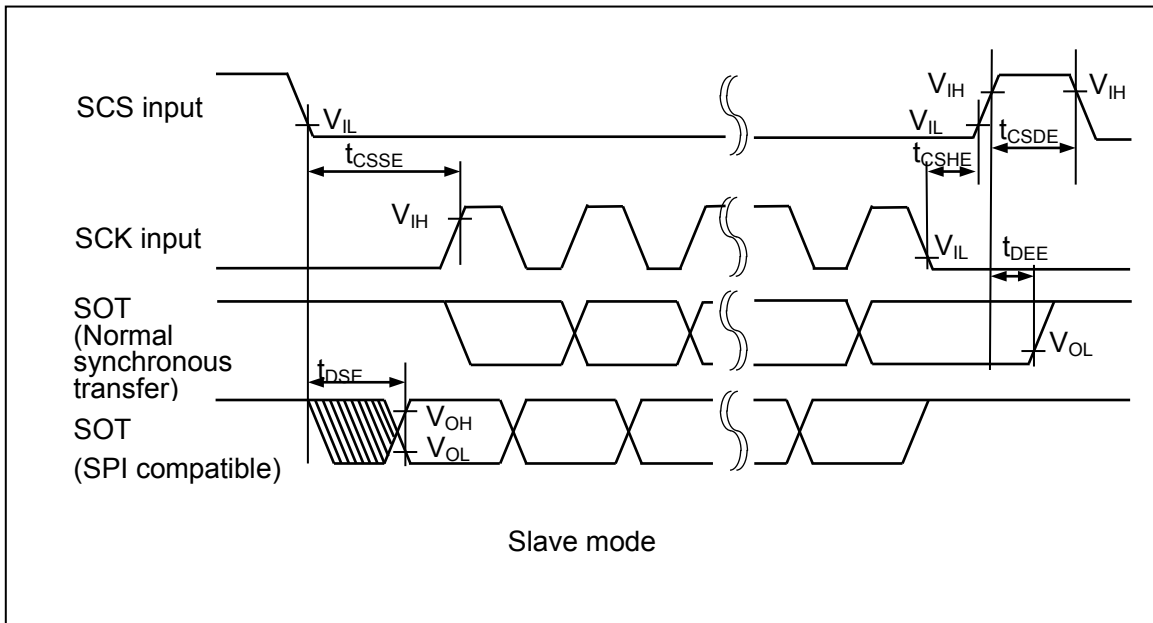 SCS input
V_IL
t_CSSE
V_IL
V_IH
V_IH
t_CSHE
t_CSDE
SCK input
V_IH
V_IL
t_DEE
SOT
(Normal
synchronous
transfer)
V_OL
t_DSE
SOT
(SPI compatible)
V_OH
V_OL
Slave mode